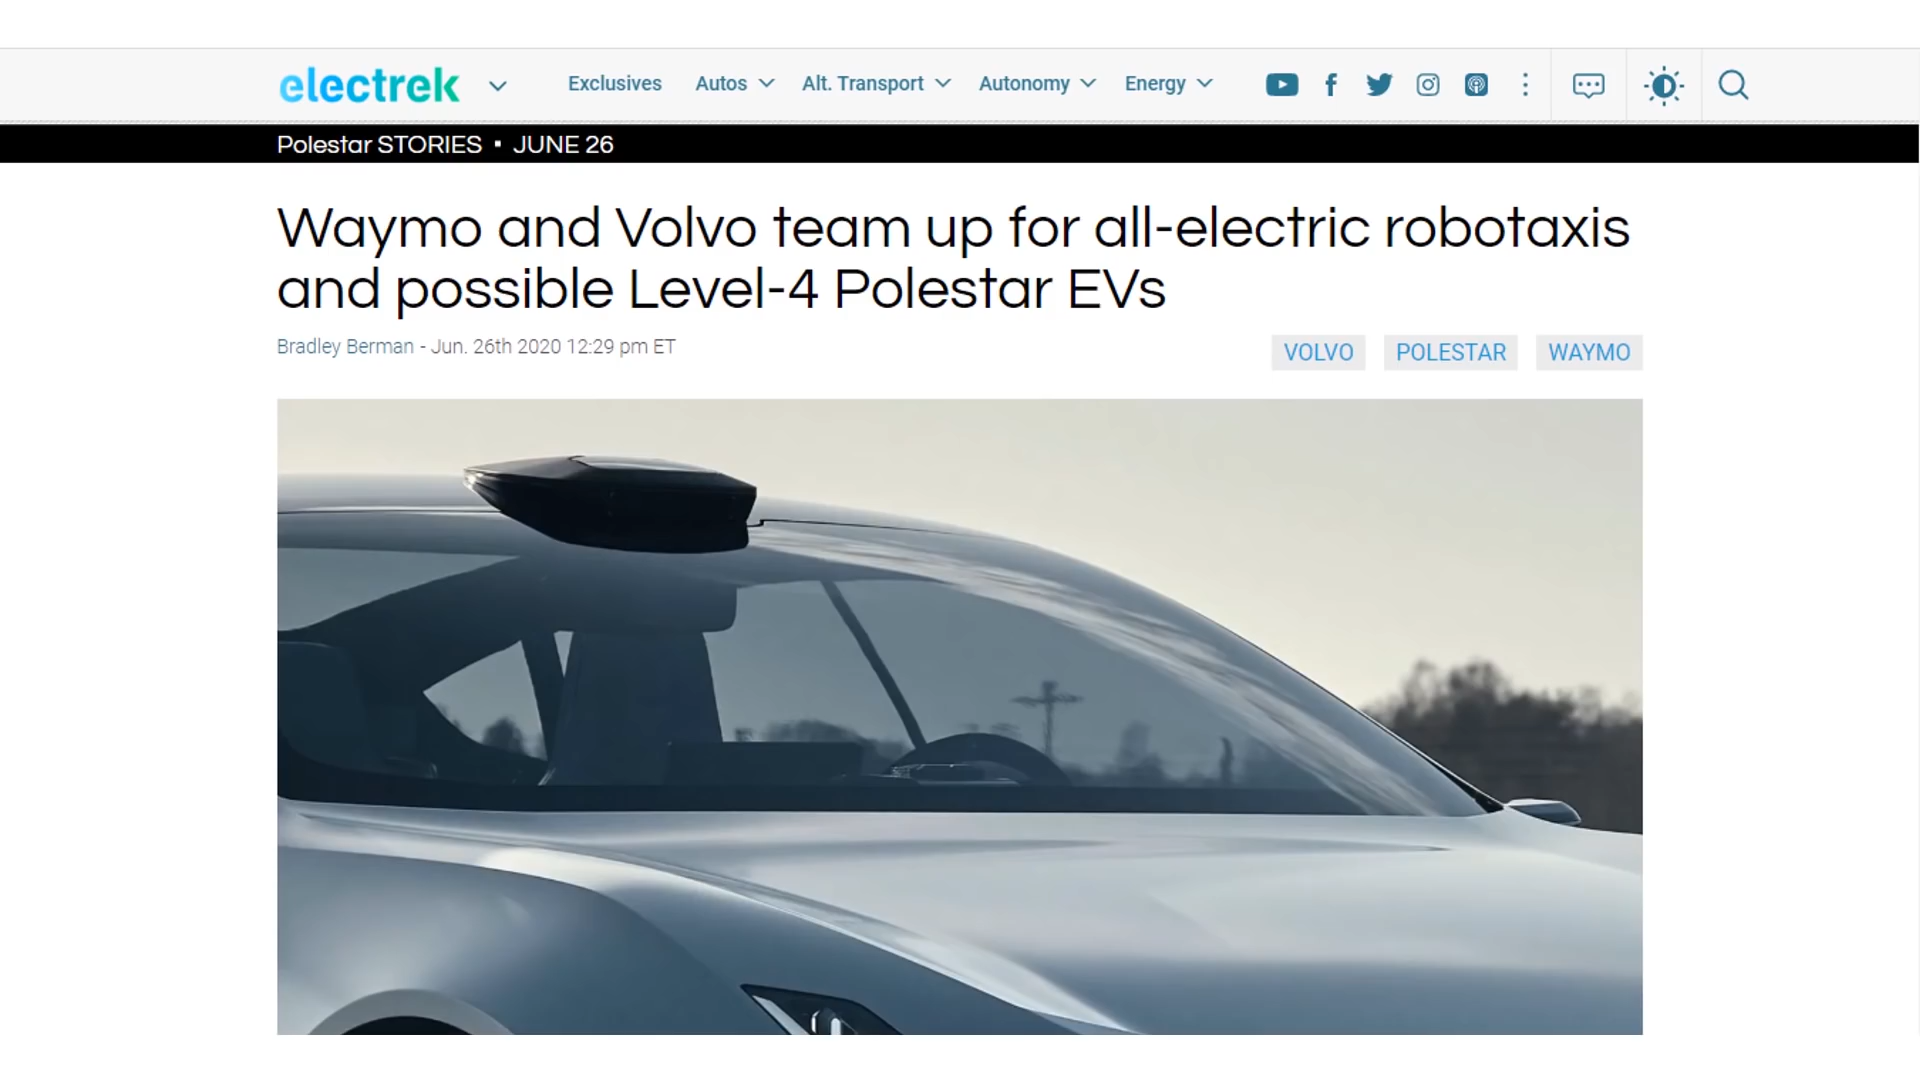 electrek
Exclusives Autos Alt. Transport Autonomy Energy
Polestar STORIES ▪ JUNE 26
Waymo and Volvo team up for all-electric robotaxis
and possible Level-4 Polestar EVs
Bradley Berman - Jun. 26th 2020 12:29 pm ET
VOLVO POLESTAR WAYMO